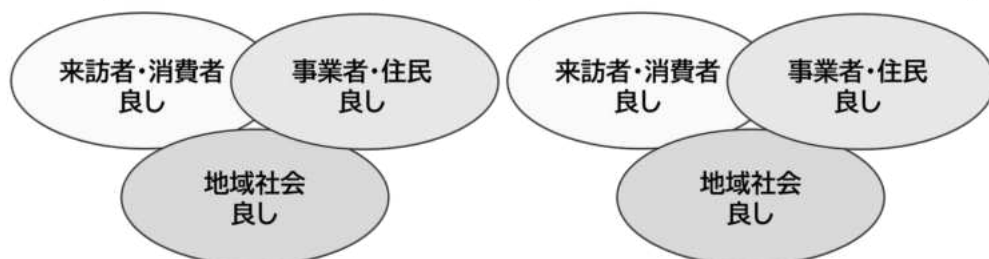 来訪者・消費者
良し
事業者・住民
良し
地域社会
良し
来訪者・消費者
良し
事業者・住民
良し
地域社会
良し